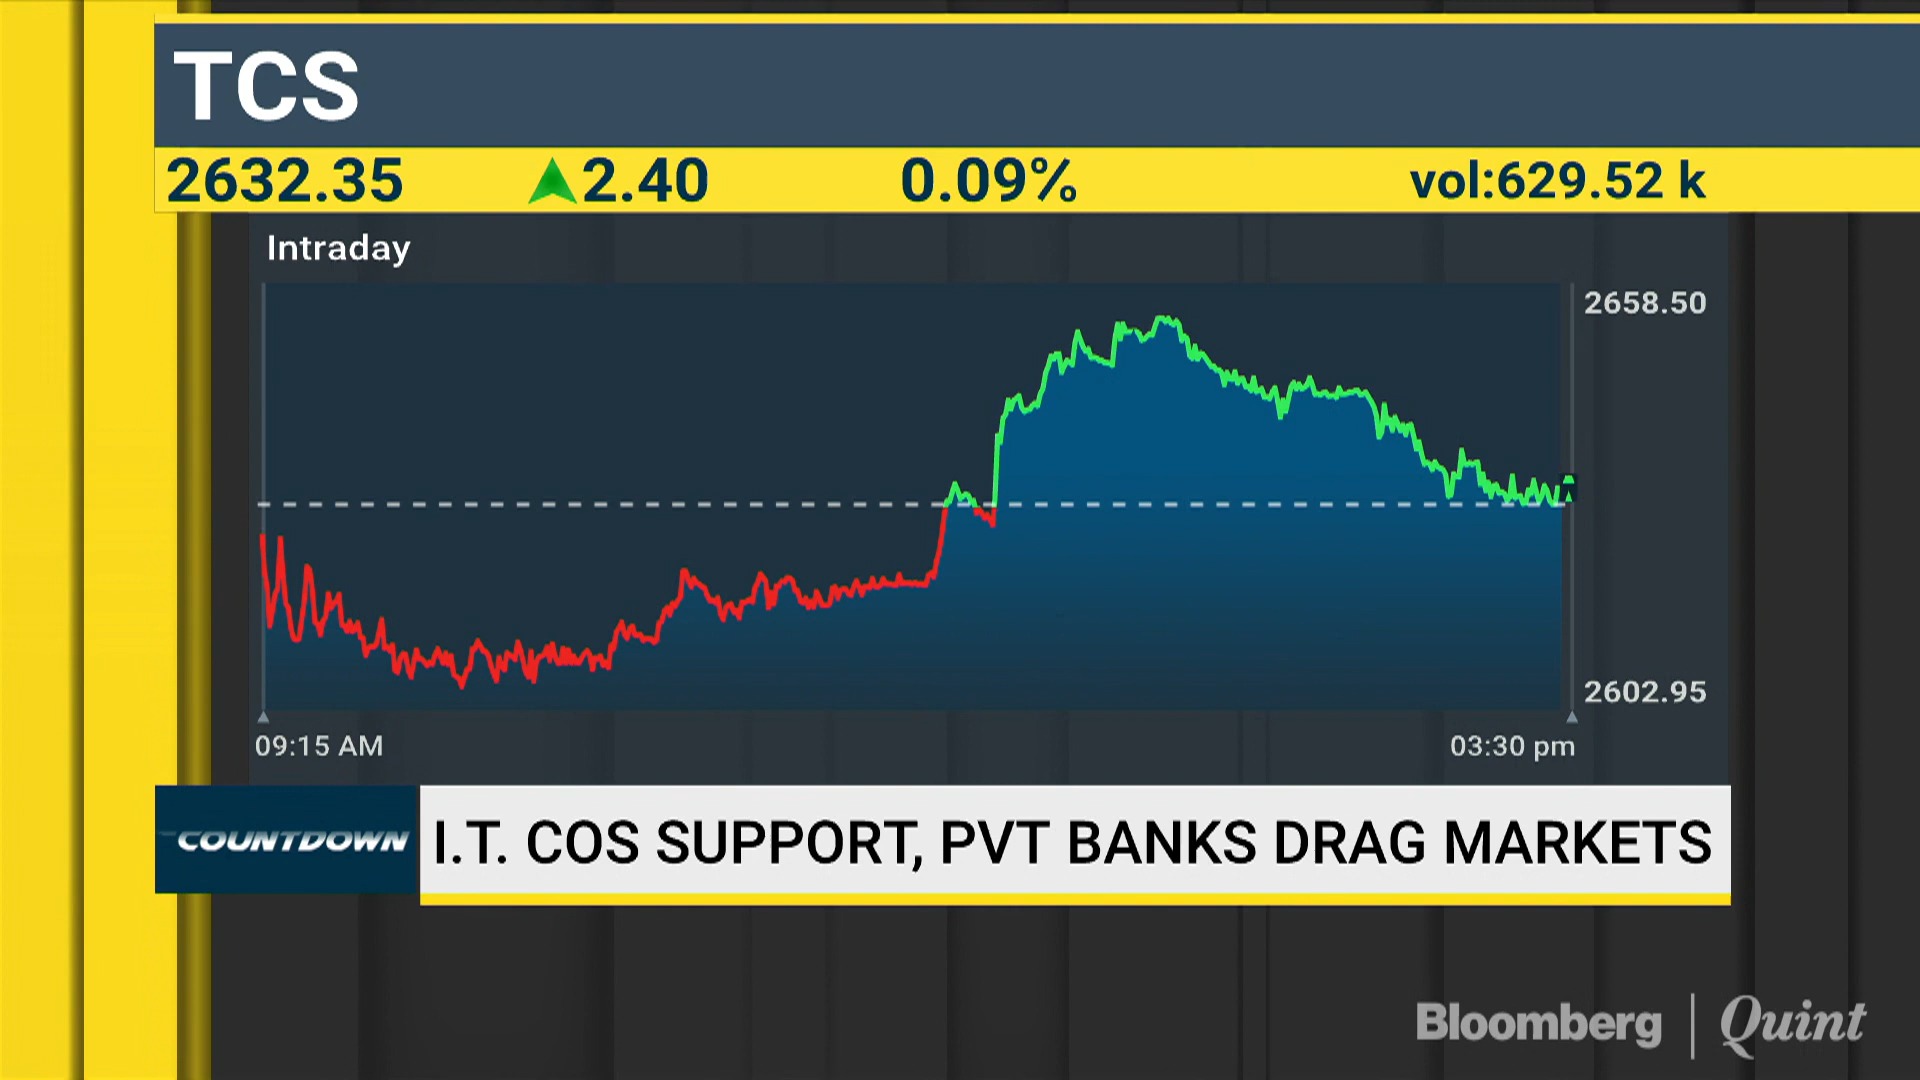 TCS
2632.35 ▲2.40 0.09% vol:629.52 k
Intraday
2658.50
2602.95
09:15 AM 03:30 pm
COUNTDOWN
I.T. COS SUPPORT, PVT BANKS DRAG MARKETS
Bloomberg | Quint